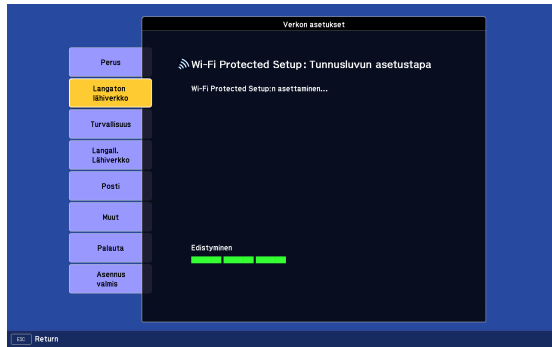 Verkon asetukset
Perus
Langaton
lähiverkko
Turvallisuus
Langall.
Lähiverkko
Posti
Muut
Palauta
Asennus
valmis
Wi-Fi Protected Setup: Tunnusluvun asetustapa
Wi-Fi Protected Setup:n asettaminen...
Edistyminen
ESC Return